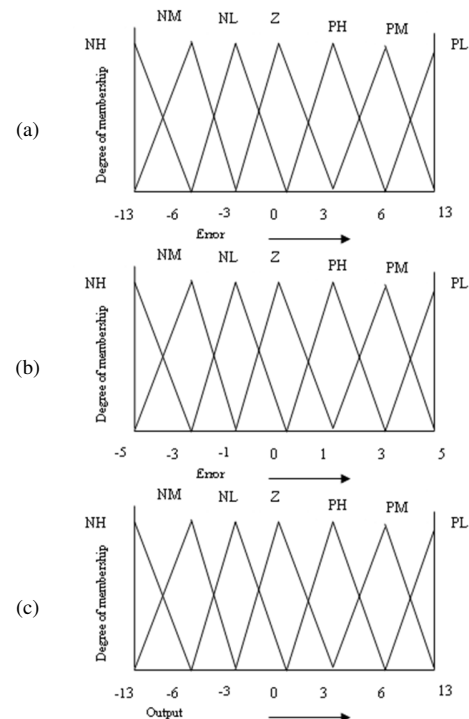 NM NL Z PH PM
NH PL
Degree of membership
(a)
-13 -6 -3 0 3 6 13
Error
NM NL Z PH PM
NH PL
Degree of membership
(b)
-5 -3 -1 0 1 3 5
Error
NM NL Z PH PM
NH PL
Degree of membership
(c)
-13 -6 -3 0 3 6 13
Output